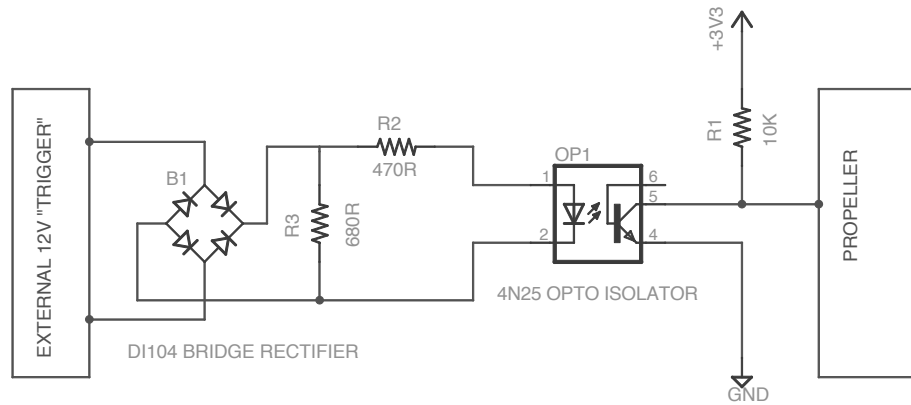 EXTERNAL 12V "TRIGGER"
B1
DI104 BRIDGE RECTIFIER
R3
680R
R2
470R
OP1
1
2
6
5
4
4N25 OPTO ISOLATOR
+3V3
R1
10K
GND
PROPELLER